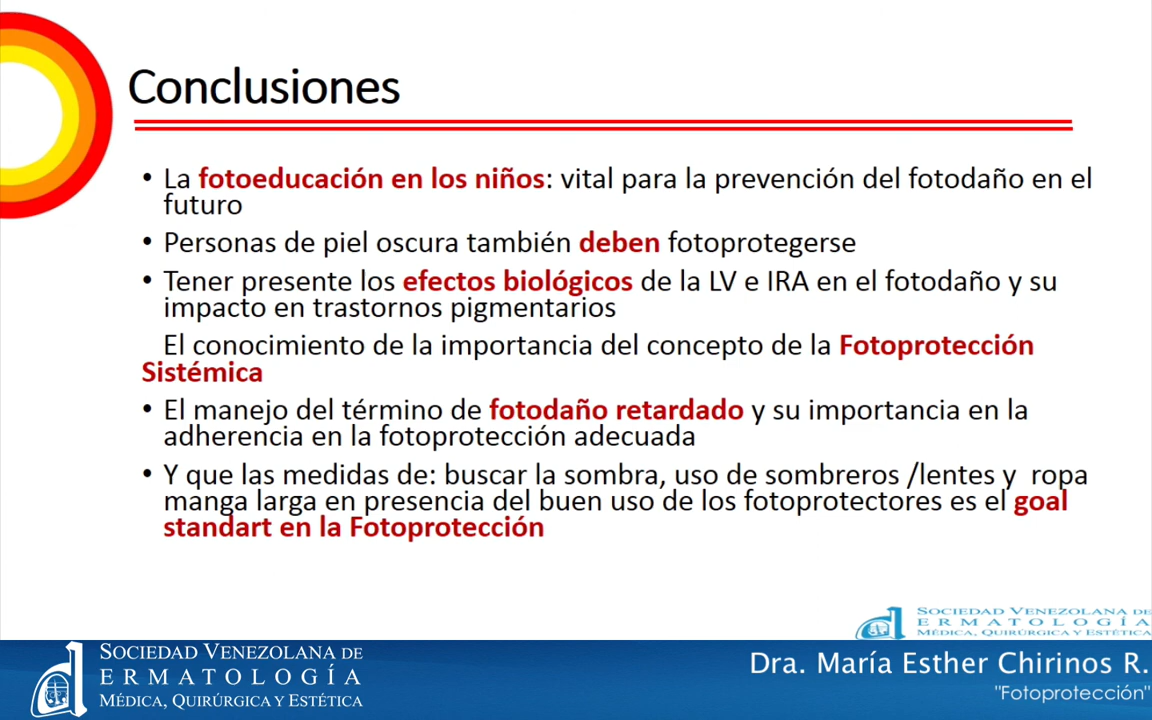 Conclusiones
• La fotoeducación en los niños: vital para la prevención del fotodaño en el
futuro
• Personas de piel oscura también deben fotoprotegerse
• Tener presente los efectos biológicos de la LV e IRA en el fotodaño y su
impacto en trastornos pigmentarios
El conocimiento de la importancia del concepto de la Fotoprotección
Sistémica
• El manejo del término de fotodaño retardado y su importancia en la
adherencia en la fotoprotección adecuada
• Y que las medidas de: buscar la sombra, uso de sombreros /lentes y ropa
manga larga en presencia del buen uso de los fotoprotectores es el goal
standart en la Fotoprotección
SOCIEDAD VENEZOLANA DE
ERMATOLOGÍA
MÉDICA, QUIRÚRGICA Y ESTÉTICA
SOCIEDAD VENEZOLANA DE
ERMATOLOGÍA
MÉDICA, QUIRÚRGICA Y ESTÉTICA
Dra. María Esther Chirinos R.
"Fotoprotección"